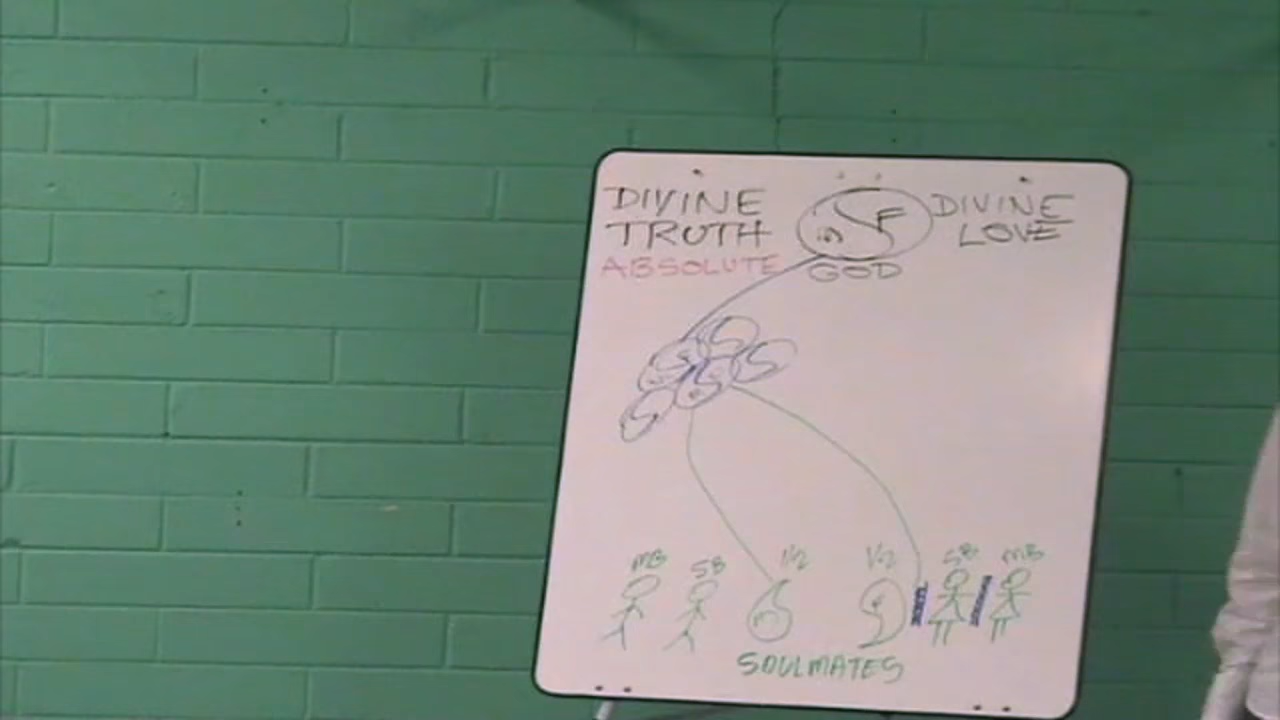 DIVINE
TRUTH
ABSOLUTE
M F
GOD
DIVINE
LOVE
MB SB 1/2 1/2 SB MB
SOULMATES